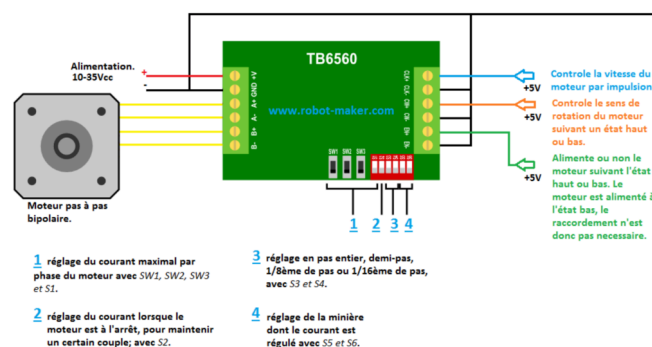 Alimentation.
10-35Vcc
+
-
TB6560
+V
GND
A+
A-
B+
B-
CLK+
CLK-
EN+
EN-
www.robot-maker.com
SW1 SW2 SW3
+5V
Controle la vitesse du
moteur par impulsion
+5V
Controle le sens de
rotation du moteur
suivant un état haut
ou bas.
+5V
Alimente ou non le
moteur suivant l'état
haut ou bas. Le
moteur est alimenté à
l'état bas, le
raccordement n'est
donc pas necessaire.
Moteur pas à pas
bipolaire.
1 2 3 4
1 réglage du courant maximal par
phase du moteur avec SW1, SW2, SW3
et S1.
2 réglage du courant lorsque le
moteur est à l'arrêt, pour maintenir
un certain couple; avec S2.
3 réglage en pas entier, demi-pas,
1/8ème de pas ou 1/16ème de pas,
avec S3 et S4.
4 réglage de la minière
dont le courant est
régulé avec S5 et S6.